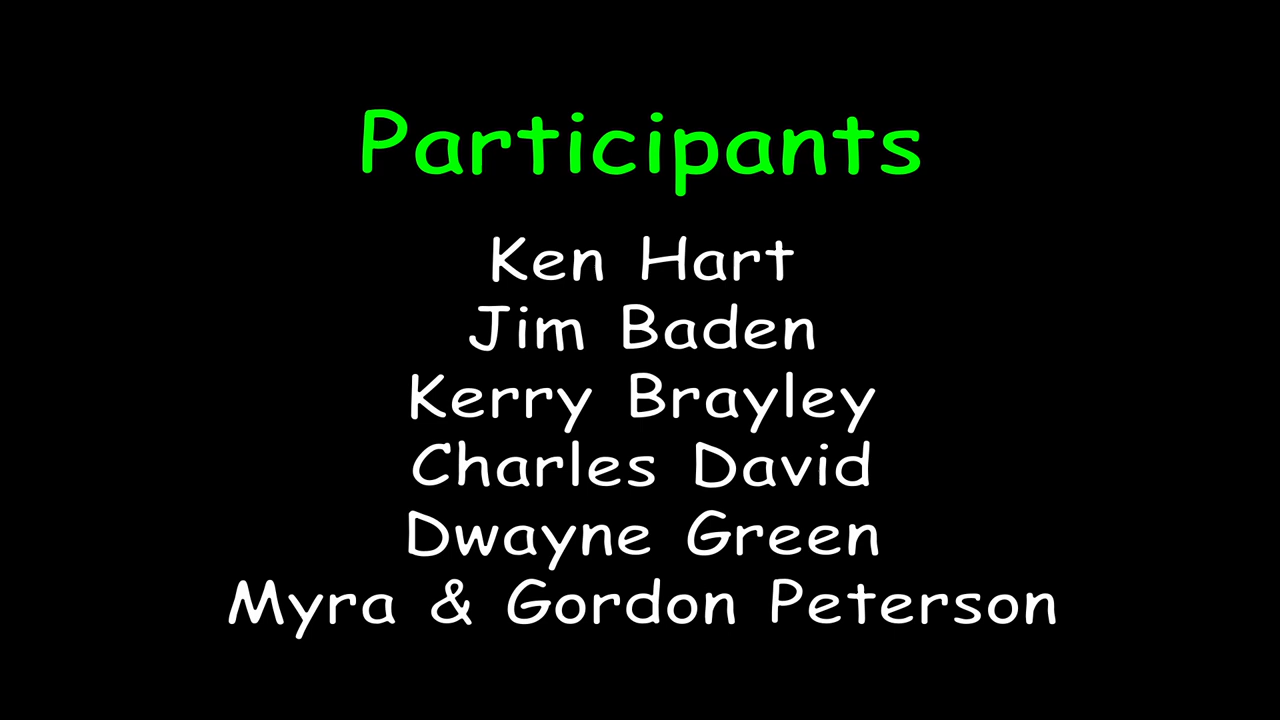 Participants
Ken Hart
Jim Baden
Kerry Brayley
Charles David
Dwayne Green
Myra & Gordon Peterson